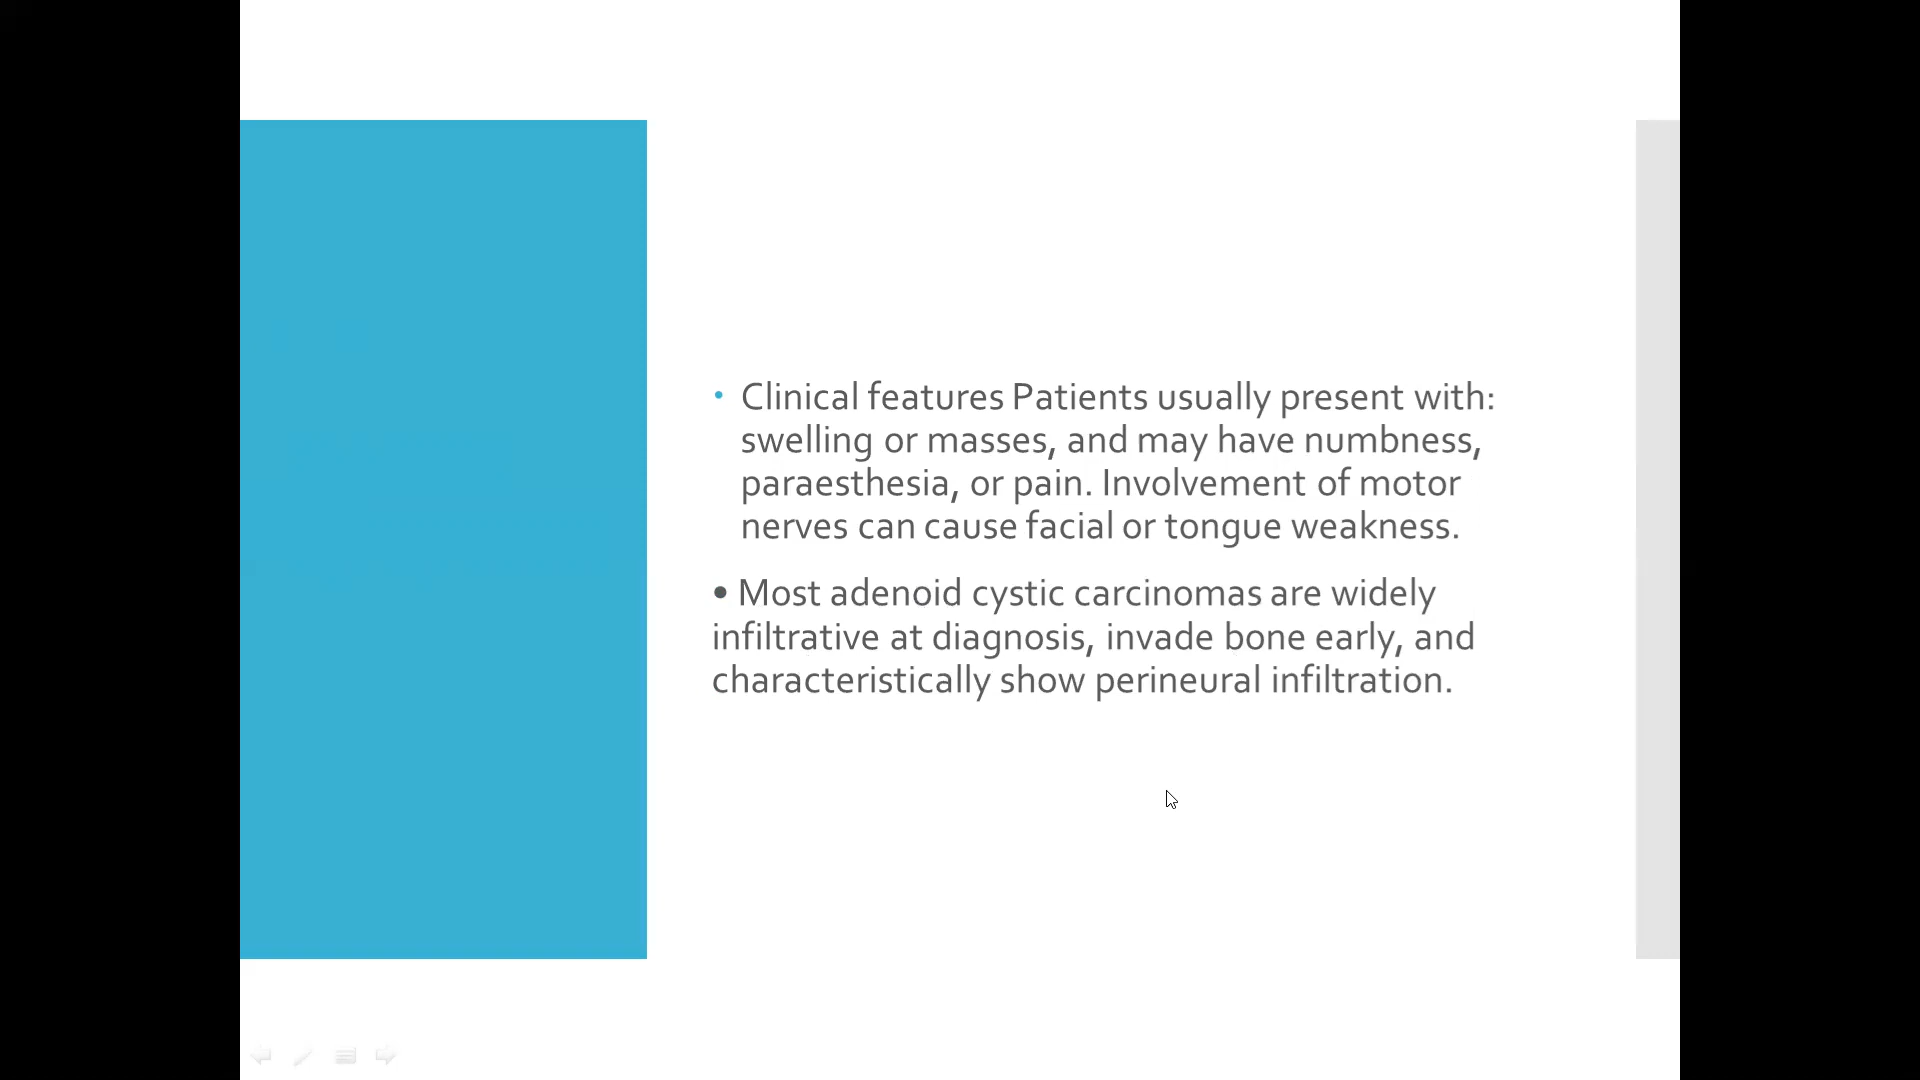 • Clinical features Patients usually present with:
swelling or masses, and may have numbness,
paraesthesia, or pain. Involvement of motor
nerves can cause facial or tongue weakness.
• Most adenoid cystic carcinomas are widely
infiltrative at diagnosis, invade bone early, and
characteristically show perineural infiltration.